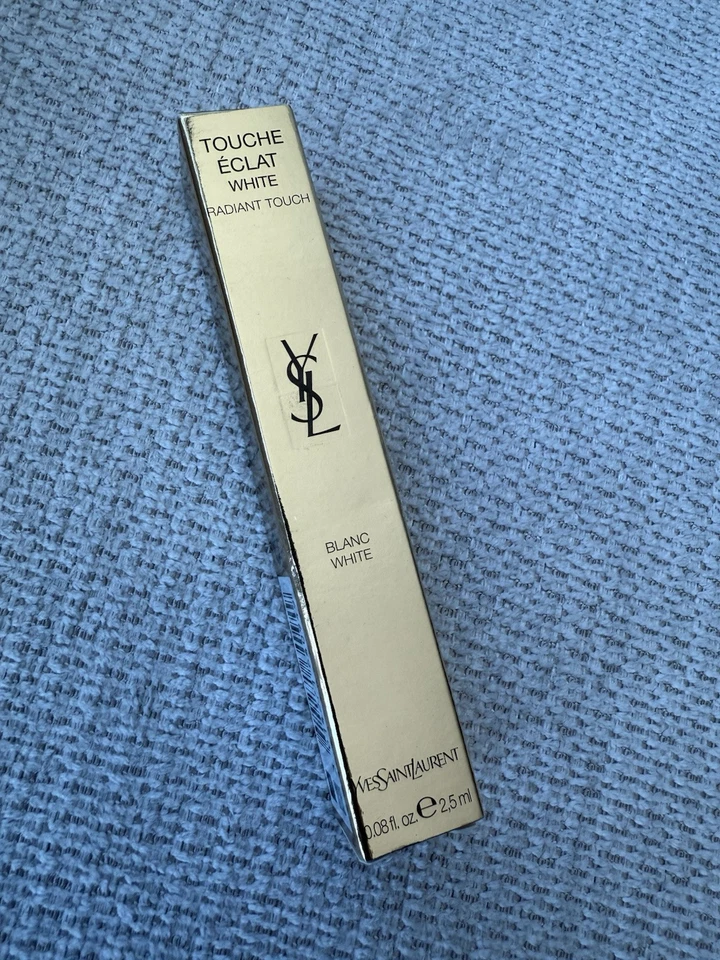 TOUCHE
ÉCLAT
WHITE
RADIANT TOUCH
YSL
BLANC
WHITE
YVESSAINTLAURENT
0.08 fl. oz. e 2,5 ml